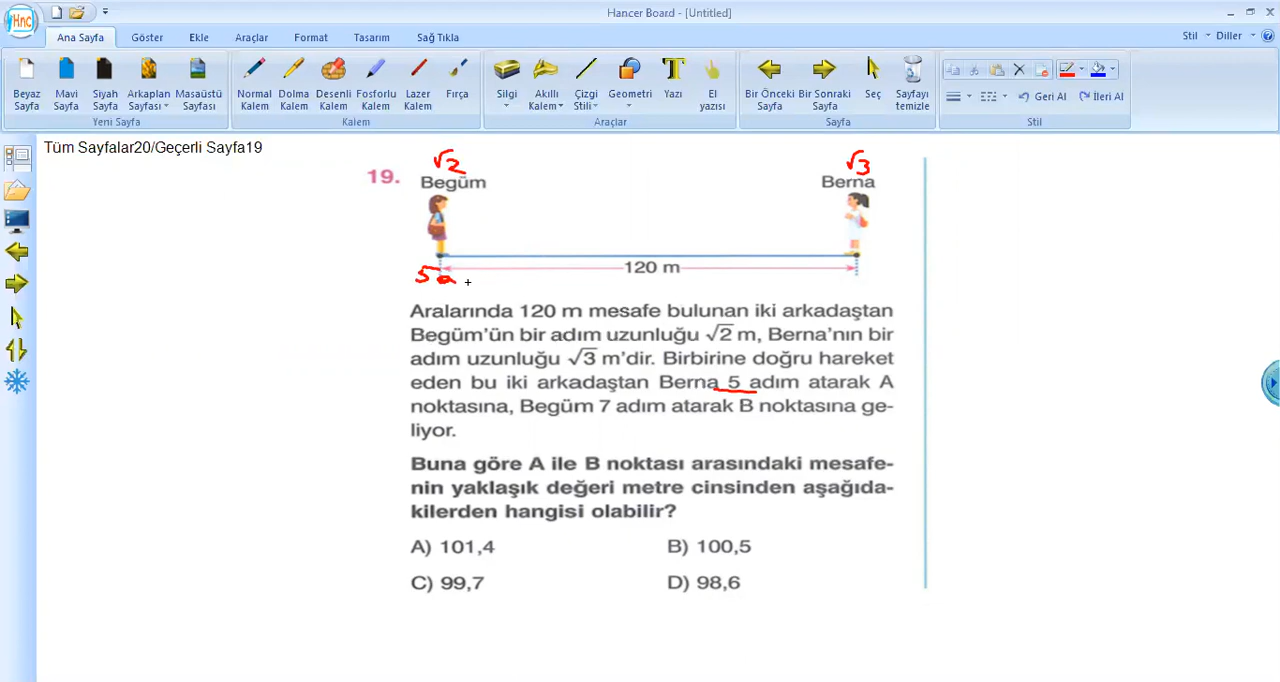 Hnc
Hancer Board - [Untitled]
Ana Sayfa Göster Ekle Araçlar Format Tasarım Sağ Tıkla
Stil Diller
Beyaz Sayfa
Mavi Sayfa
Siyah Sayfa
Arkaplan Sayfası
Masaüstü Sayfası
Normal Kalem
Dolma Kalem
Desenli Kalem
Fosforlu Kalem
Lazer Kalem
Fırça
Silgi
Akıllı Kalem
Çizgi Stili
Geometri
Yazı
El yazısı
Bir Önceki Sayfa
Bir Sonraki Sayfa
Seç
Sayfayı temizle
Geri Al İleri Al
Yeni Sayfa Kalem Araçlar Sayfa Stil
Tüm Sayfalar20/Geçerli Sayfa19
√2 √3
19. Begüm Berna
120 m
5a
Aralarında 120 m mesafe bulunan iki arkadaştan
Begüm'ün bir adım uzunluğu √2 m, Berna'nın bir
adım uzunluğu √3 m'dir. Birbirine doğru hareket
eden bu iki arkadaştan Berna 5 adım atarak A
noktasına, Begüm 7 adım atarak B noktasına ge-
liyor.
Buna göre A ile B noktası arasındaki mesafe-
nin yaklaşık değeri metre cinsinden aşağıda-
kilerden hangisi olabilir?
A) 101,4 B) 100,5
C) 99,7 D) 98,6